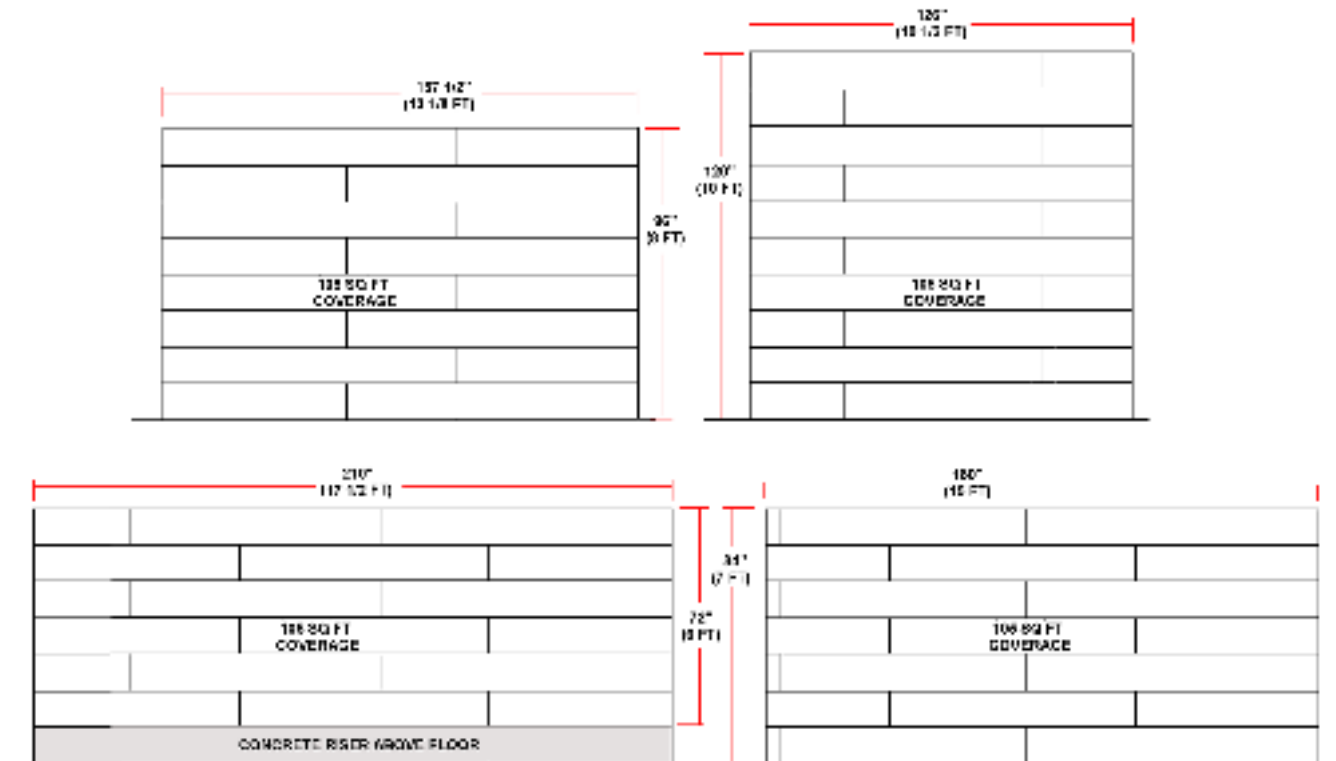 126"
(10 1/2 FT)
157 1/2"
(13 1/8 FT)
120"
(10 FT)
96"
(8 FT)
105 SQ FT
COVERAGE
105 SQ FT
COVERAGE
210"
(17 1/2 FT)
180"
(15 FT)
84"
(7 FT)
72"
(6 FT)
105 SQ FT
COVERAGE
105 SQ FT
COVERAGE
CONCRETE RISER ABOVE FLOOR